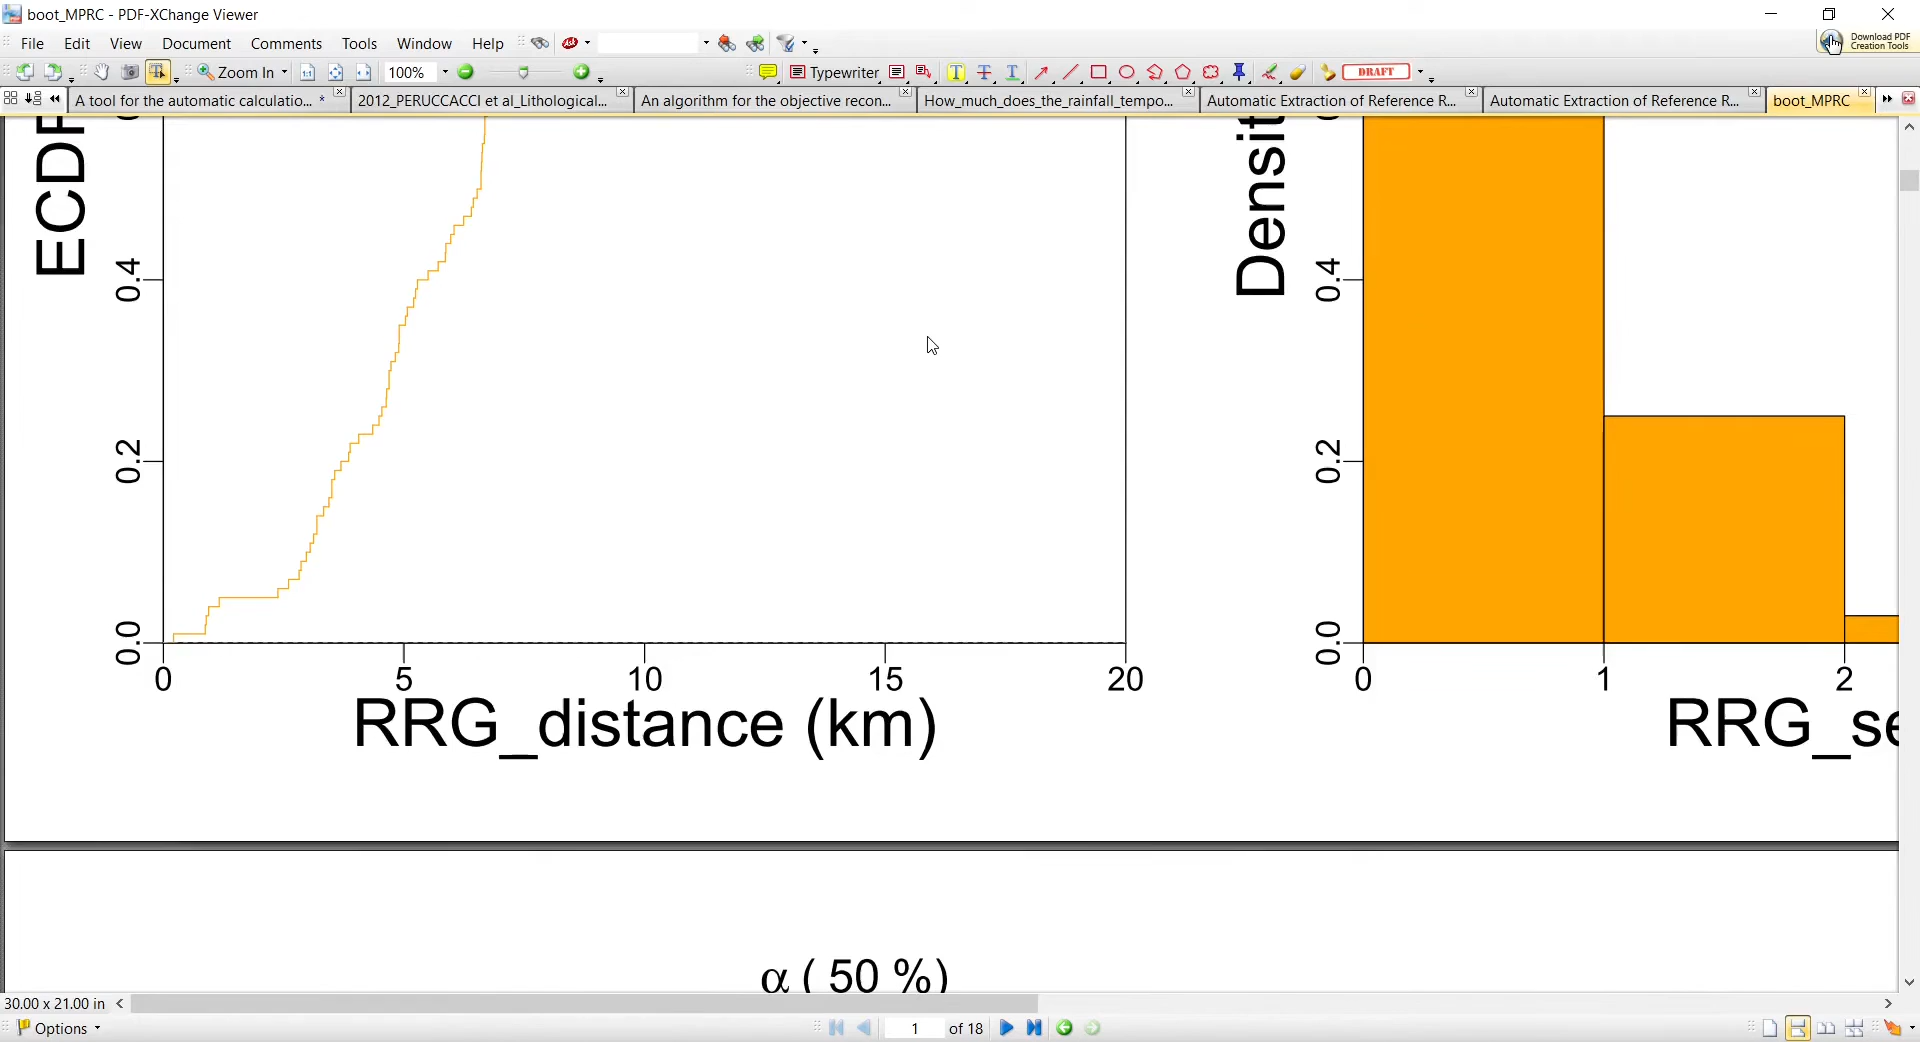 boot_MPRC - PDF-XChange Viewer
File Edit View Document Comments Tools Window Help
Download PDF
Creation Tools
Zoom In 100% Typewriter DRAFT
A tool for the automatic calculatio... * 2012_PERUCCACCI et al_Lithological... An algorithm for the objective recon... How_much_does_the_rainfall_tempo... Automatic Extraction of Reference R... Automatic Extraction of Reference R... boot_MPRC
ECDF
0.4
0.2
0.0
0 5 10 15 20
RRG_distance (km)
Densit
0.4
0.2
0.0
0 1 2
RRG_se
α ( 50 %)
30.00 x 21.00 in
Options 1 of 18